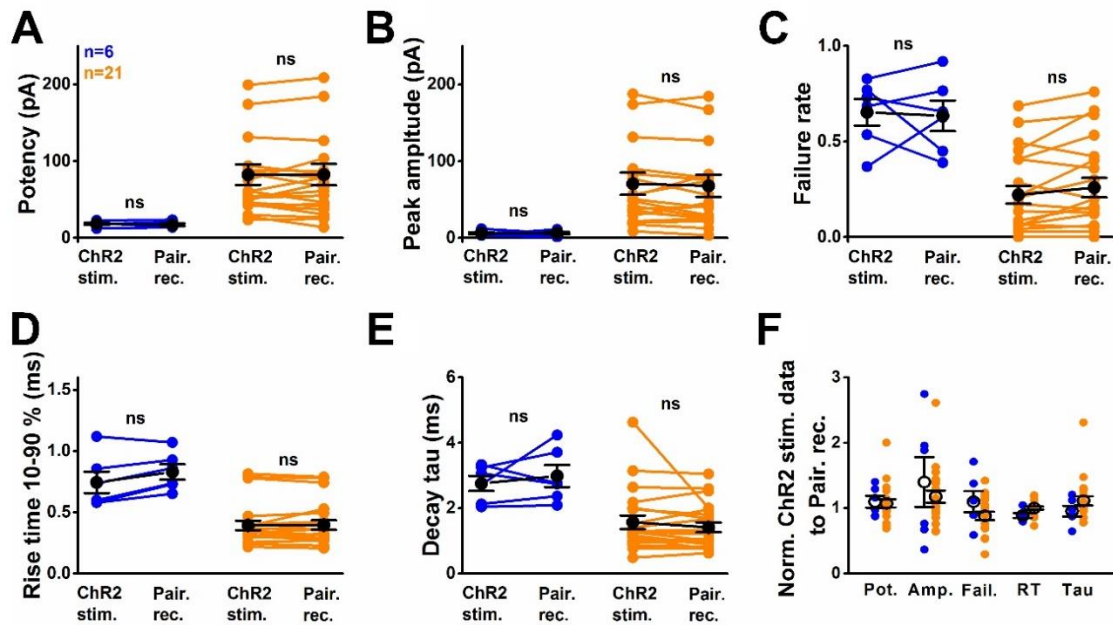 A
n=6
n=21
Potency (pA)
200
100
0
ns
ns
ChR2 stim.
Pair. rec.
ChR2 stim.
Pair. rec.
B
Peak amplitude (pA)
200
100
0
ns
ns
ChR2 stim.
Pair. rec.
ChR2 stim.
Pair. rec.
C
Failure rate
1.0
0.5
0.0
ns
ns
ChR2 stim.
Pair. rec.
ChR2 stim.
Pair. rec.
D
Rise time 10-90 % (ms)
1.5
1.0
0.5
0.0
ns
ns
ChR2 stim.
Pair. rec.
ChR2 stim.
Pair. rec.
E
Decay tau (ms)
6
4
2
0
ns
ns
ChR2 stim.
Pair. rec.
ChR2 stim.
Pair. rec.
F
Norm. ChR2 stim. data
to Pair. rec.
3
2
1
0
Pot. Amp. Fail. RT Tau